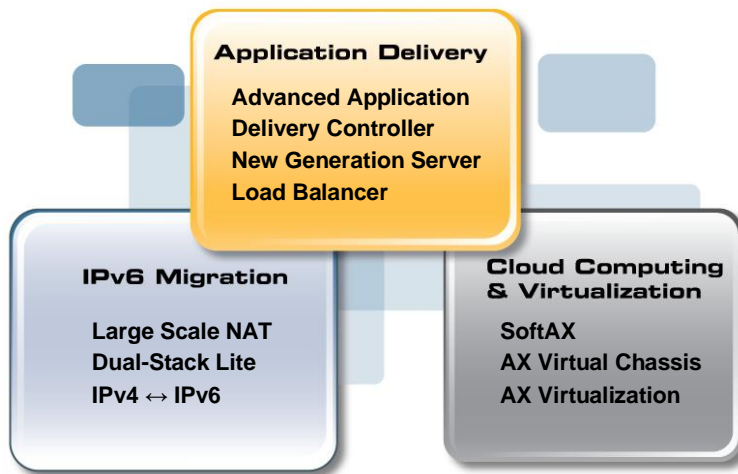 Application Delivery
Advanced Application
Delivery Controller
New Generation Server
Load Balancer
IPv6 Migration
Large Scale NAT
Dual-Stack Lite
IPv4 ↔ IPv6
Cloud Computing
& Virtualization
SoftAX
AX Virtual Chassis
AX Virtualization